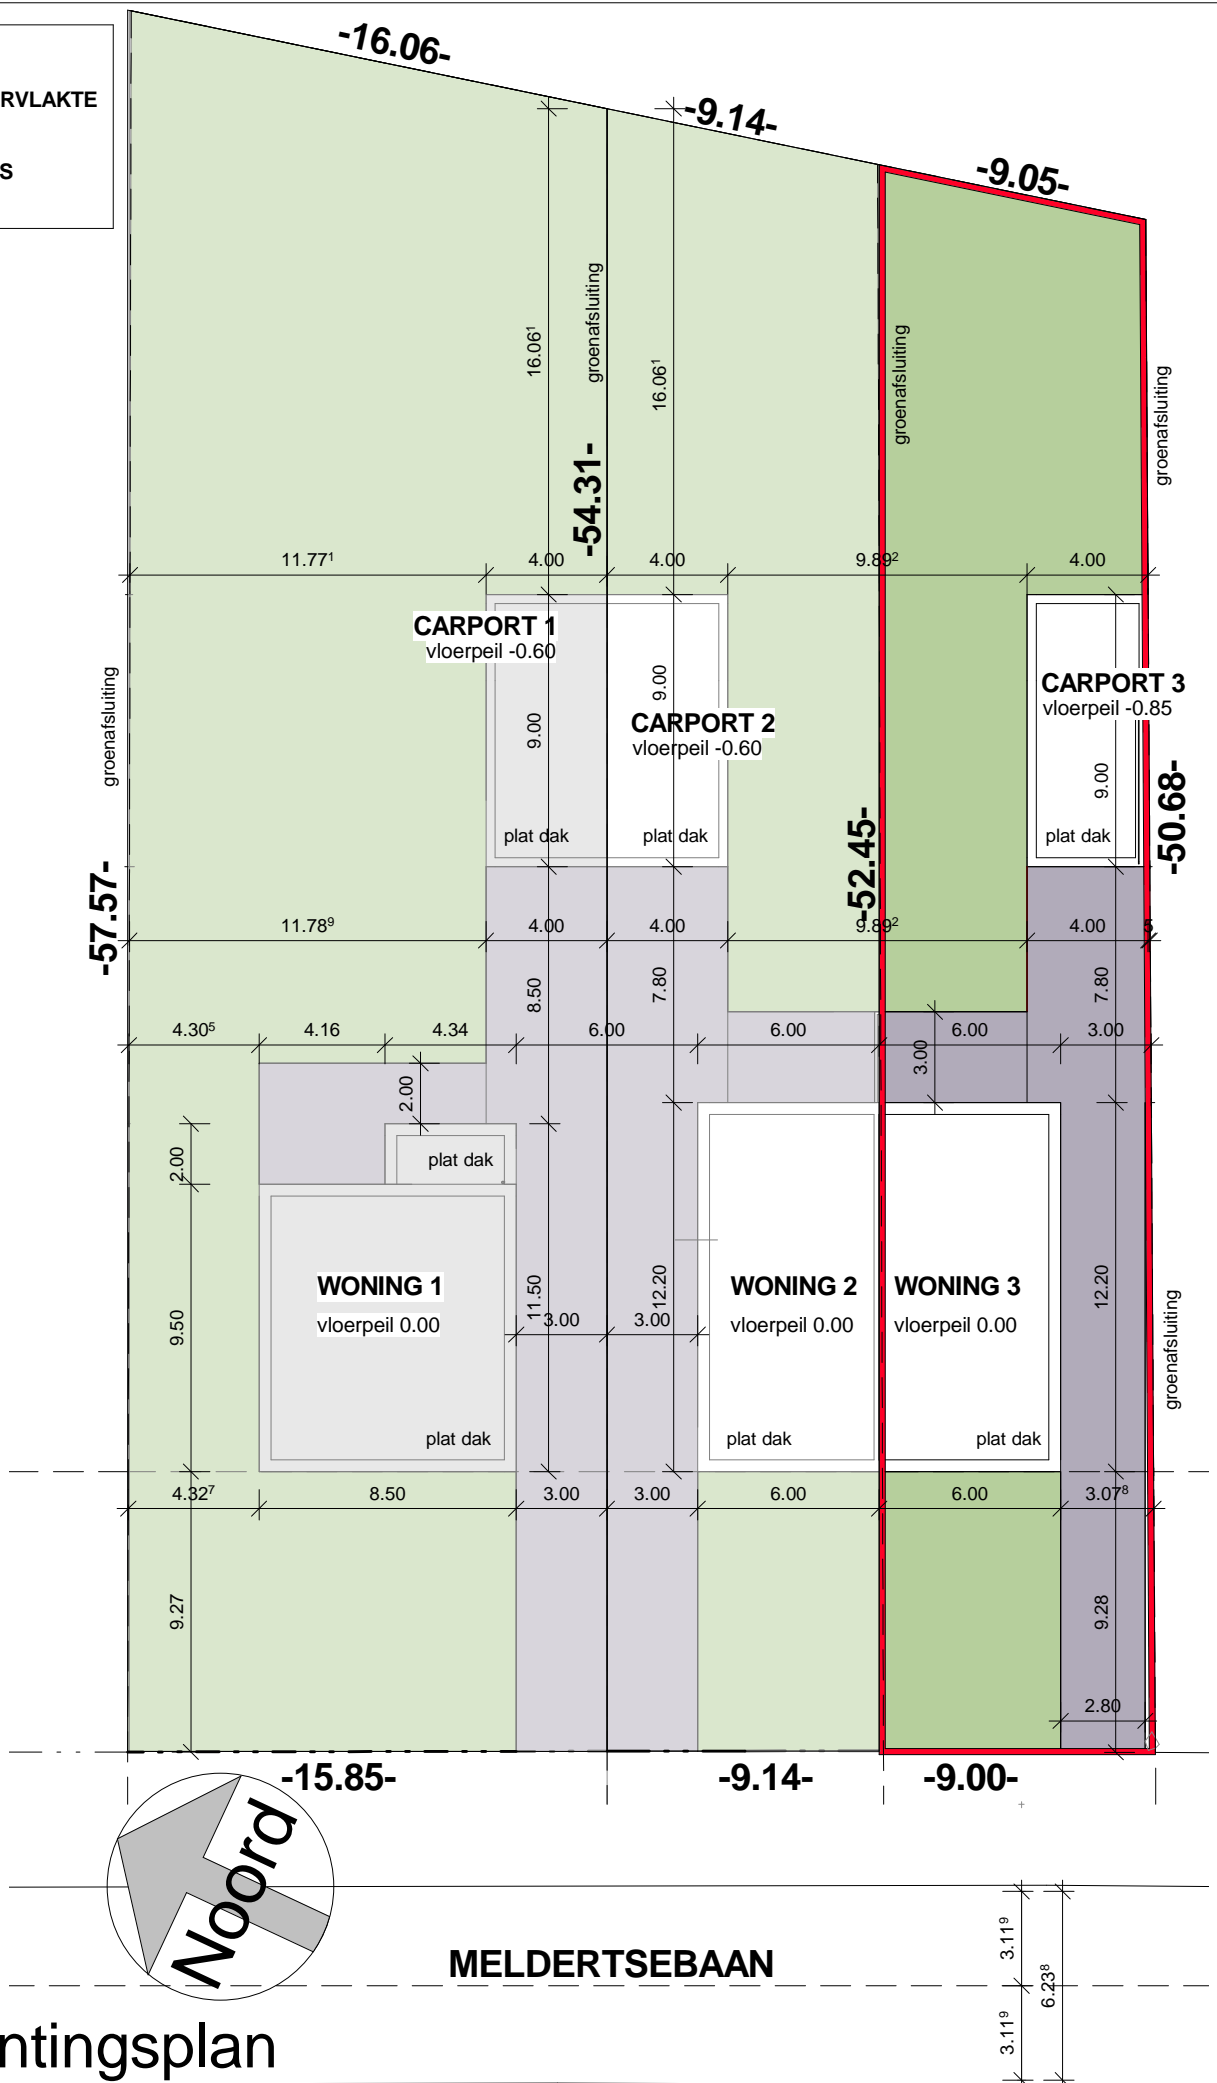 -16.06-
RVLAKTE
S
-9.14-
-9.05-
groenafsluiting
16.06¹
16.06¹
groenafsluiting
groenafsluiting
-54.31-
11.77¹ 4.00 4.00 9.89² 4.00
CARPORT 1
vloerpeil -0.60
9.00
9.00
CARPORT 2
vloerpeil -0.60
CARPORT 3
vloerpeil -0.85
9.00
groenafsluiting
plat dak
plat dak
plat dak
-57.57-
-52.45-
-50.68-
11.78⁹ 4.00 4.00 9.89² 4.00 5
8.50
7.80
7.80
4.30⁵ 4.16 4.34 6.00 6.00 6.00 3.00
2.00
3.00
2.00
plat dak
WONING 1
vloerpeil 0.00
WONING 2
vloerpeil 0.00
WONING 3
vloerpeil 0.00
9.50
11.50
12.20
12.20
3.00 3.00
groenafsluiting
plat dak
plat dak
plat dak
4.32⁷ 8.50 3.00 3.00 6.00 6.00 3.07⁸
9.27
9.28
2.80
-15.85-
-9.14-
-9.00-
Noord
MELDERTSEBAAN
3.11⁹
6.23⁸
3.11⁹
ntingsplan